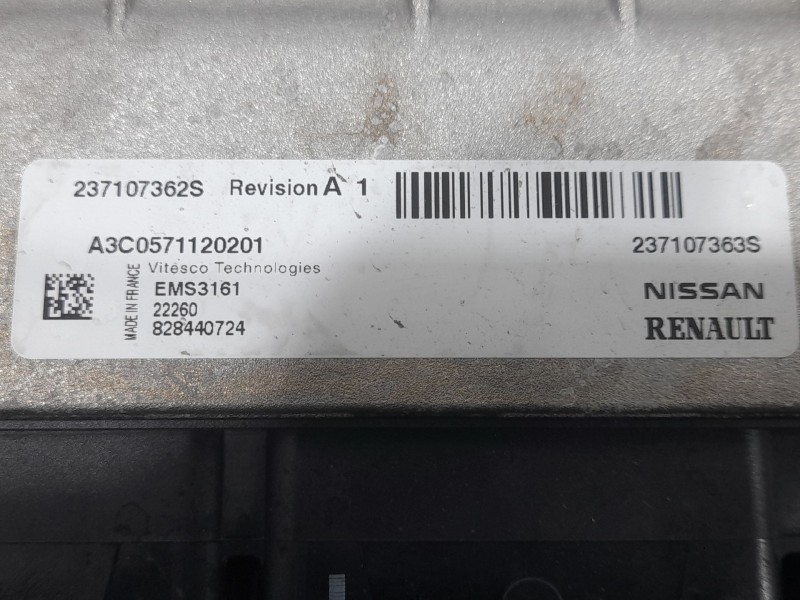 237107362S Revision A 1
A3C0571120201 237107363S
Vitesco Technologies
MADE IN FRANCE
EMS3161 NISSAN
22260
828440724 RENAULT